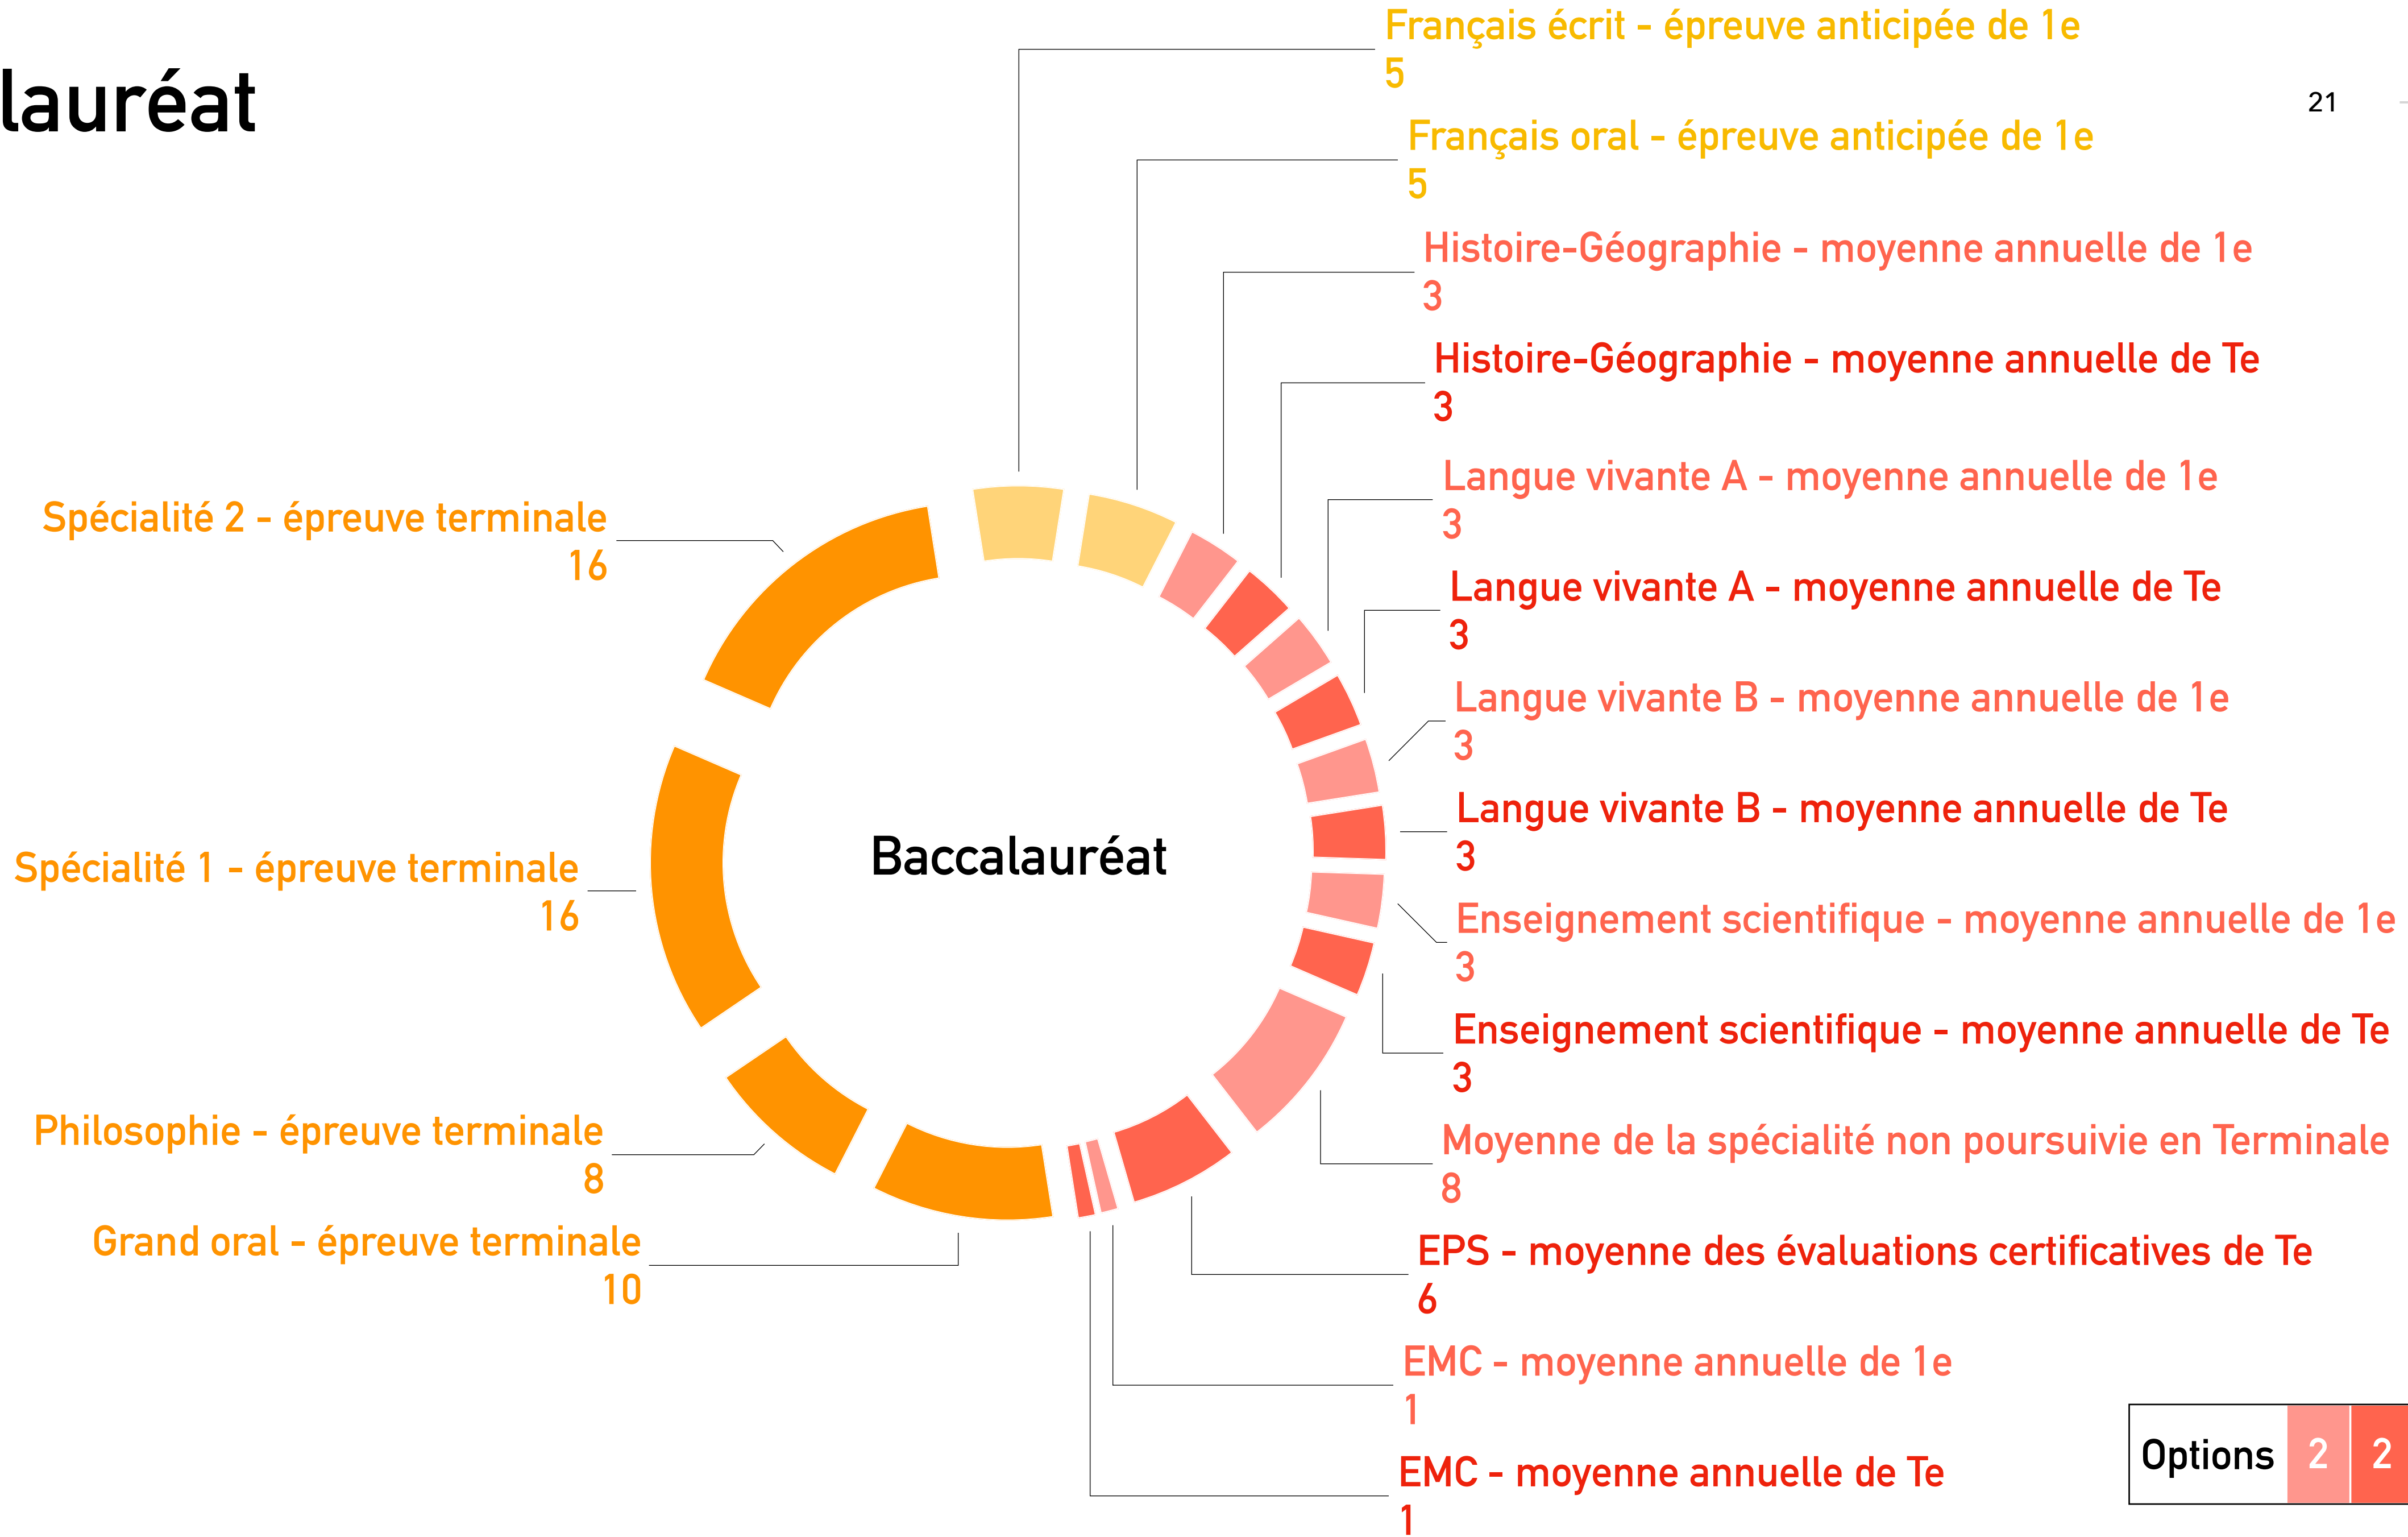 lauréat
21
Français écrit - épreuve anticipée de 1e
5
Français oral - épreuve anticipée de 1e
5
Histoire-Géographie - moyenne annuelle de 1e
3
Histoire-Géographie - moyenne annuelle de Te
3
Langue vivante A - moyenne annuelle de 1e
3
Langue vivante A - moyenne annuelle de Te
3
Langue vivante B - moyenne annuelle de 1e
3
Langue vivante B - moyenne annuelle de Te
3
Enseignement scientifique - moyenne annuelle de 1e
3
Enseignement scientifique - moyenne annuelle de Te
3
Moyenne de la spécialité non poursuivie en Terminale
8
EPS - moyenne des évaluations certificatives de Te
6
EMC - moyenne annuelle de 1e
1
EMC - moyenne annuelle de Te
1
Grand oral - épreuve terminale
10
Philosophie - épreuve terminale
8
Spécialité 1 - épreuve terminale
16
Spécialité 2 - épreuve terminale
16
Baccalauréat
Options 2 2